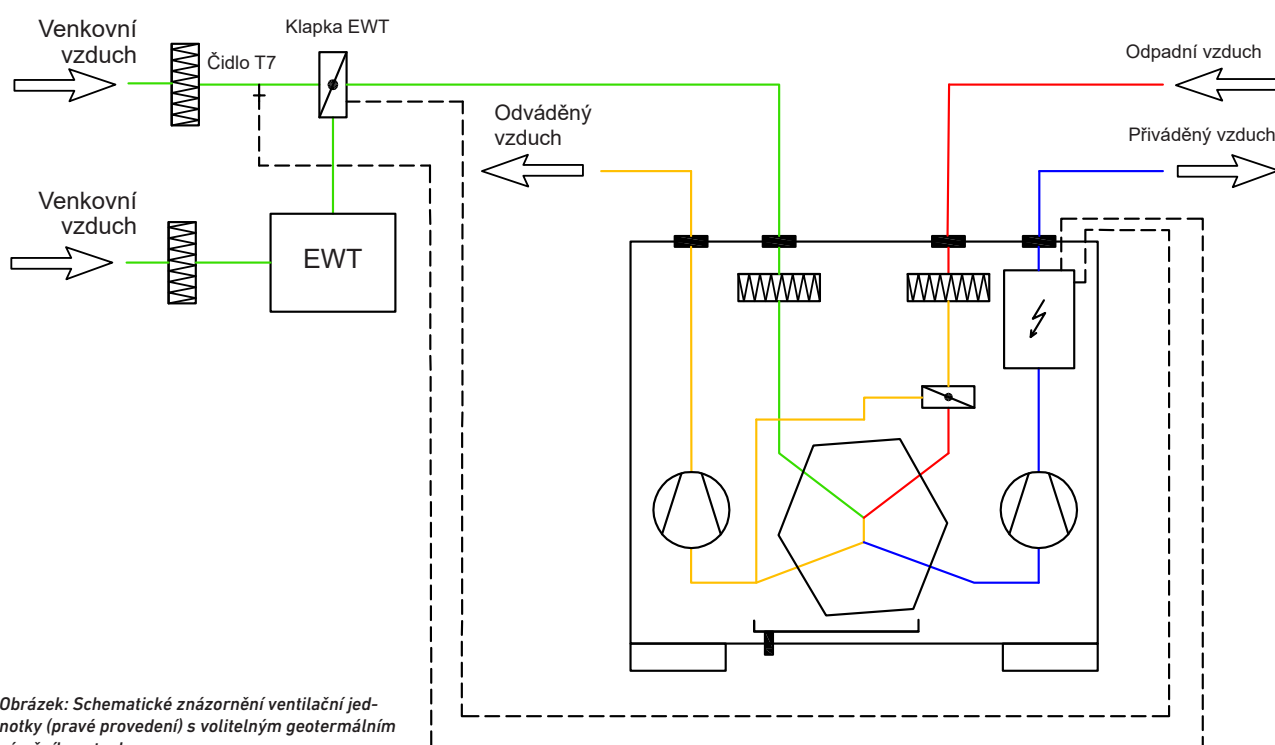 Venkovní
vzduch
Čidlo T7
Klapka EWT
Odpadní vzduch
Odváděný
vzduch
Přiváděný vzduch
Venkovní
vzduch
EWT
Obrázek: Schematické znázornění ventilační jed-
notky (pravé provedení) s volitelným geotermálním